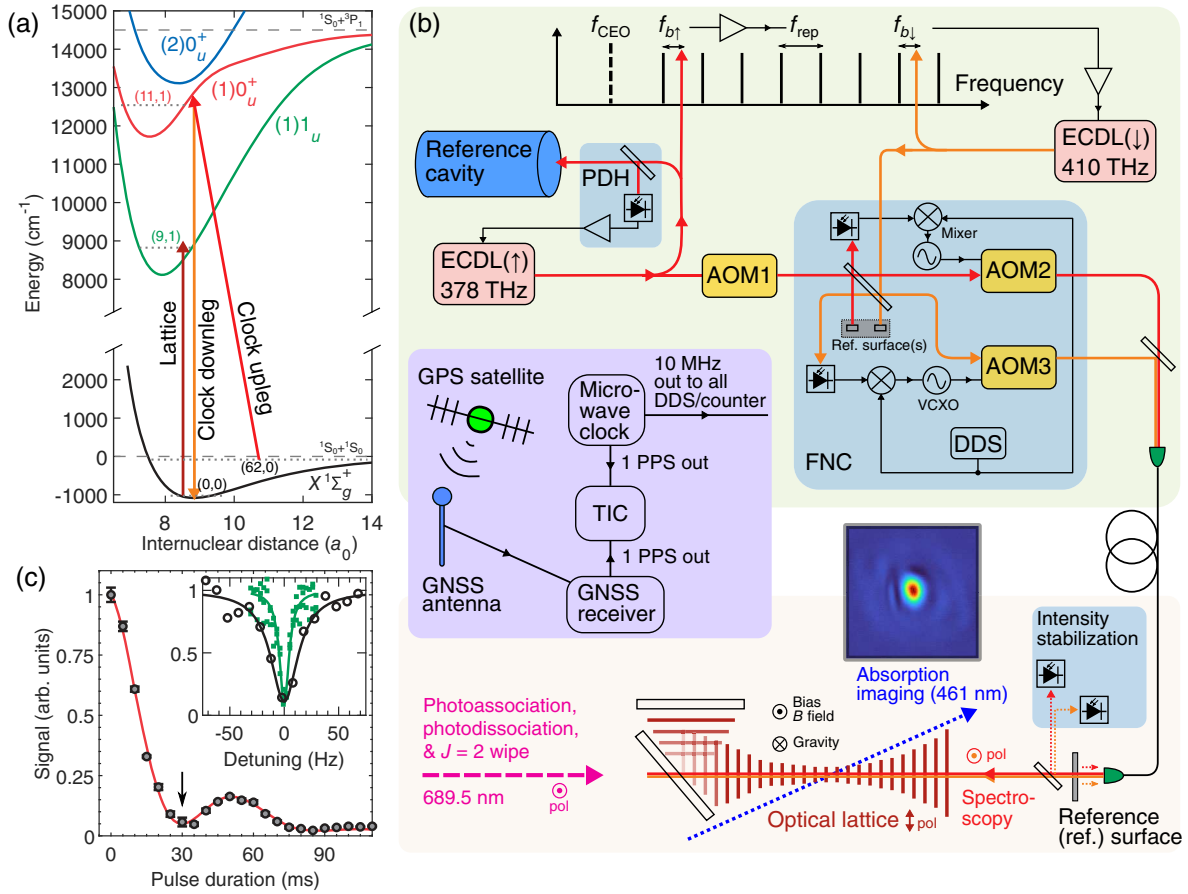 (a)
¹S₀+³P₁
15000
14000
13000
12000
11000
10000
9000
8000
2000
1000
0
-1000
Energy (cm⁻¹)
(2)0ᵤ⁺
(1)0ᵤ⁺
(11,1)
(1)1ᵤ
(9,1)
Lattice
Clock downleg
Clock upleg
¹S₀+¹S₀
(62,0)
(0,0)
X¹Σg⁺
8
10
12
14
Internuclear distance (a₀)
(b)
f_CEO
f_b↑
f_rep
f_b↓
Frequency
Reference
cavity
PDH
ECDL(↓)
410 THz
ECDL(↑)
378 THz
AOM1
Mixer
AOM2
Ref. surface(s)
AOM3
VCXO
DDS
FNC
GPS satellite
Micro-
wave
clock
10 MHz
out to all
DDS/counter
1 PPS out
TIC
1 PPS out
GNSS
antenna
GNSS
receiver
Absorption
imaging (461 nm)
Intensity
stabilization
Photoassociation,
photodissociation,
& J = 2 wipe
689.5 nm
pol
Bias
B field
Gravity
pol
Optical lattice
pol
Spectro-
scopy
Reference
(ref.) surface
(c)
Signal (arb. units)
1
0.75
0.5
0.25
0
0
30
60
90
Pulse duration (ms)
1
0.5
0
-50
0
50
Detuning (Hz)